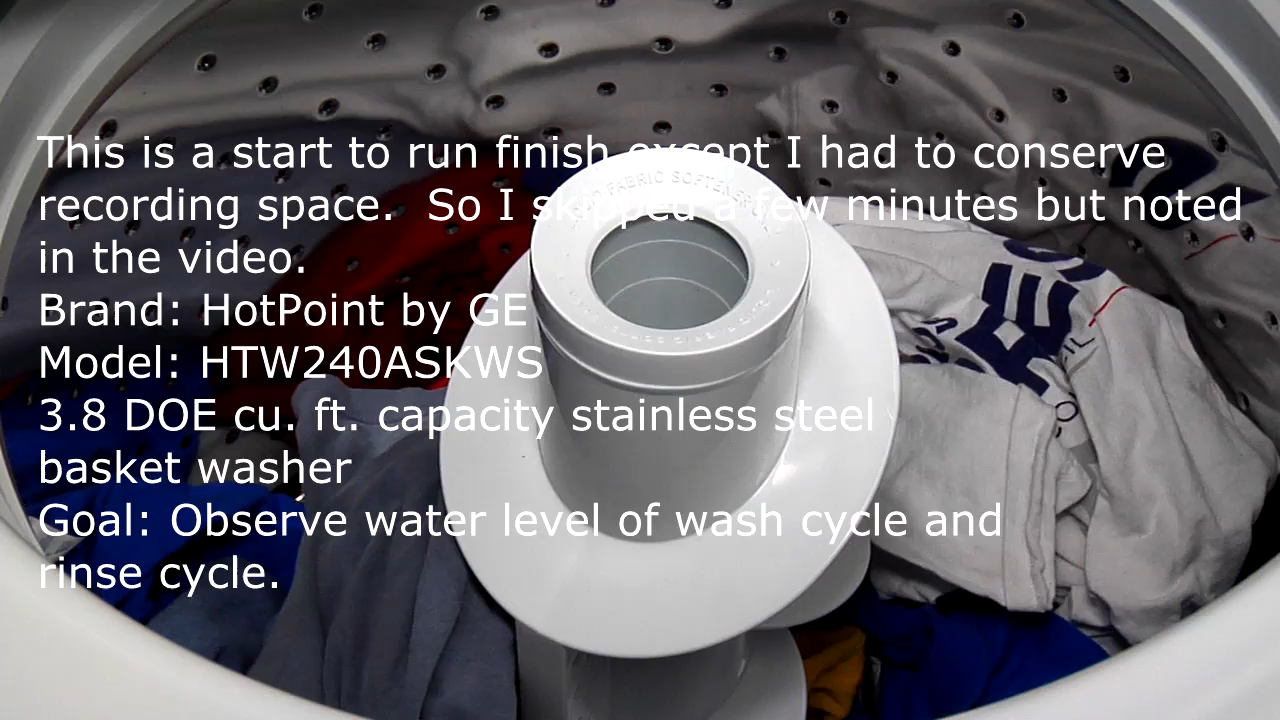 This is a start to run finish except I had to conserve
recording space.  So I skipped a few minutes but noted
in the video.
Brand: HotPoint by GE
Model: HTW240ASKWS
3.8 DOE cu. ft. capacity stainless steel
basket washer
Goal: Observe water level of wash cycle and
rinse cycle.
FABRIC SOFTENER